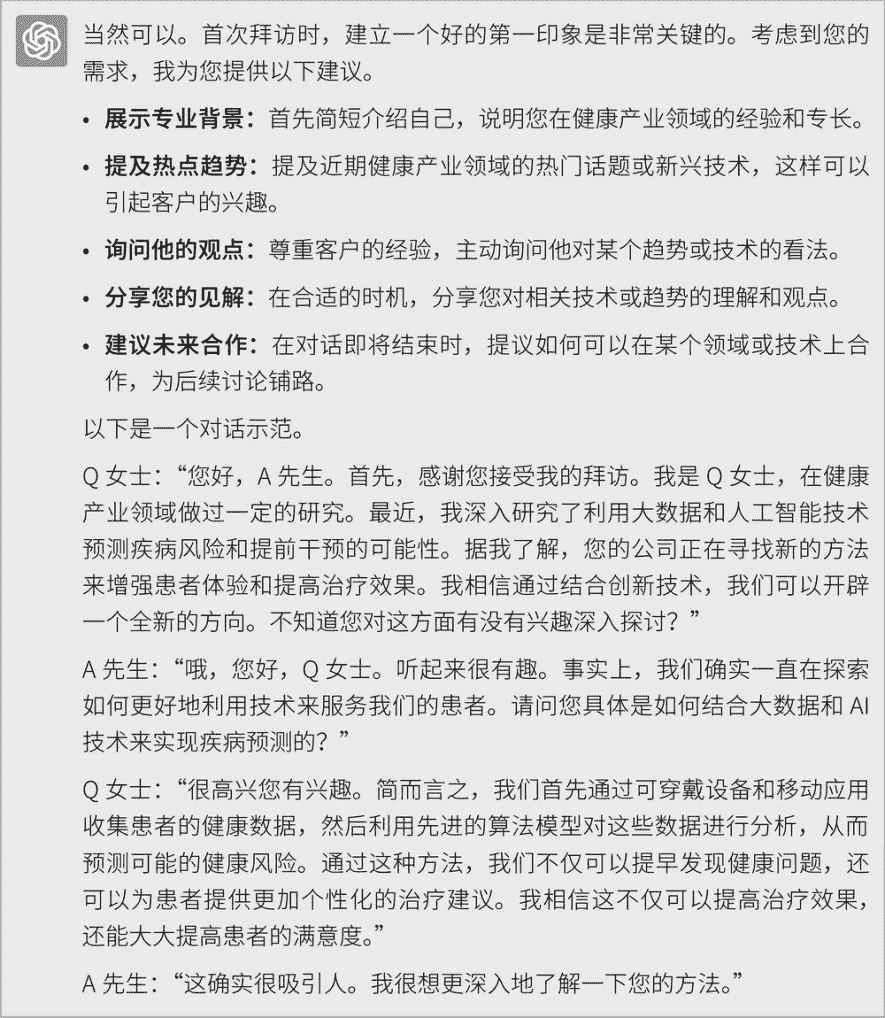 当然可以。首次拜访时，建立一个好的第一印象是非常关键的。考虑到您的
需求，我为您提供以下建议。
• 展示专业背景：首先简短介绍自己，说明您在健康产业领域的经验和专长。
• 提及热点趋势：提及近期健康产业领域的热门话题或新兴技术，这样可以
引起客户的兴趣。
• 询问他的观点：尊重客户的经验，主动询问他对某个趋势或技术的看法。
• 分享您的见解：在合适的时机，分享您对相关技术或趋势的理解和观点。
• 建议未来合作：在对话即将结束时，提议如何可以在某个领域或技术上合
作，为后续讨论铺路。
以下是一个对话示范。
Q 女士：“您好，A 先生。首先，感谢您接受我的拜访。我是 Q 女士，在健康
产业领域做过一定的研究。最近，我深入研究了利用大数据和人工智能技术
预测疾病风险和提前干预的可能性。据我了解，您的公司正在寻找新的方法
来增强患者体验和提高治疗效果。我相信通过结合创新技术，我们可以开辟
一个全新的方向。不知道您对这方面有没有兴趣深入探讨？”
A 先生：“哦，您好，Q 女士。听起来很有趣。事实上，我们确实一直在探索
如何更好地利用技术来服务我们的患者。请问您具体是如何结合大数据和 AI
技术来实现疾病预测的？”
Q 女士：“很高兴您有兴趣。简而言之，我们首先通过可穿戴设备和移动应用
收集患者的健康数据，然后利用先进的算法模型对这些数据进行分析，从而
预测可能的健康风险。通过这种方法，我们不仅可以提早发现健康问题，还
可以为患者提供更加个性化的治疗建议。我相信这不仅可以提高治疗效果，
还能大大提高患者的满意度。”
A 先生：“这确实很吸引人。我很想更深入地了解一下您的方法。”